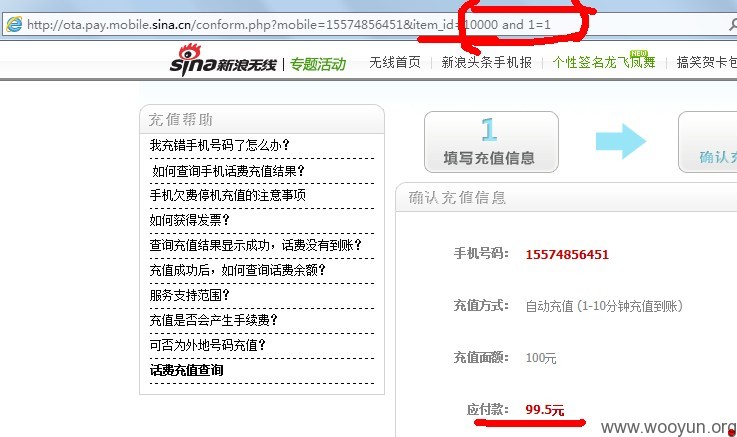 http://ota.pay.mobile.sina.cn/conform.php?mobile=15574856451&item_id=10000 and 1=1
sina新浪无线 | 专题活动 无线首页 | 新浪头条手机报 | 个性签名龙飞凤舞 NEW | 搞笑贺卡包
充值帮助
我充错手机号码了怎么办?
如何查询手机话费充值结果?
手机欠费停机充值的注意事项
如何获得发票?
查询充值结果显示成功，话费没有到账?
充值成功后，如何查询话费余额?
服务支持范围?
充值是否会产生手续费?
可否为外地号码充值?
话费充值查询
1
填写充值信息
确认充
确认充值信息
手机号码： 15574856451
充值方式： 自动充值 (1-10分钟充值到账)
充值面额： 100元
应付款： 99.5元
www.wooyun.org